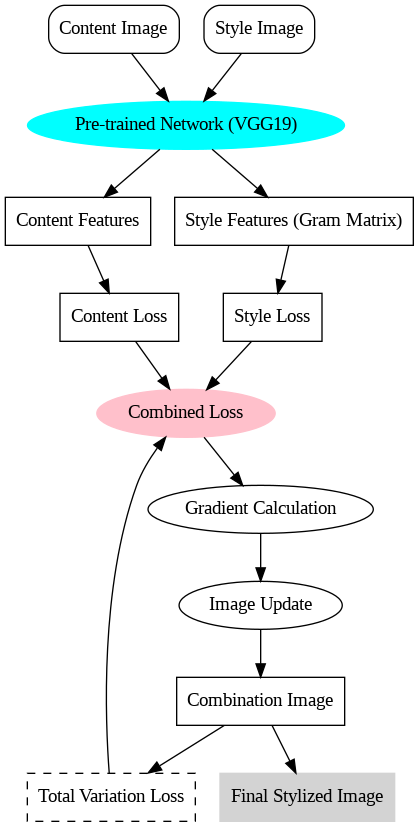 Content Image
Style Image
Pre-trained Network (VGG19)
Content Features
Style Features (Gram Matrix)
Content Loss
Style Loss
Combined Loss
Gradient Calculation
Image Update
Combination Image
Total Variation Loss
Final Stylized Image